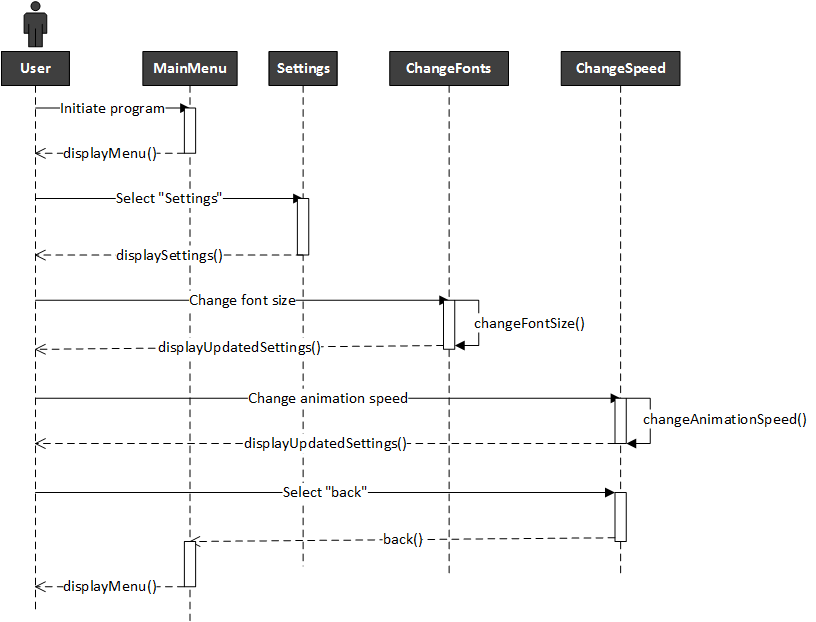 User
MainMenu
Settings
ChangeFonts
ChangeSpeed
Initiate program
displayMenu()
Select "Settings"
displaySettings()
Change font size
changeFontSize()
displayUpdatedSettings()
Change animation speed
changeAnimationSpeed()
displayUpdatedSettings()
Select "back"
back()
displayMenu()